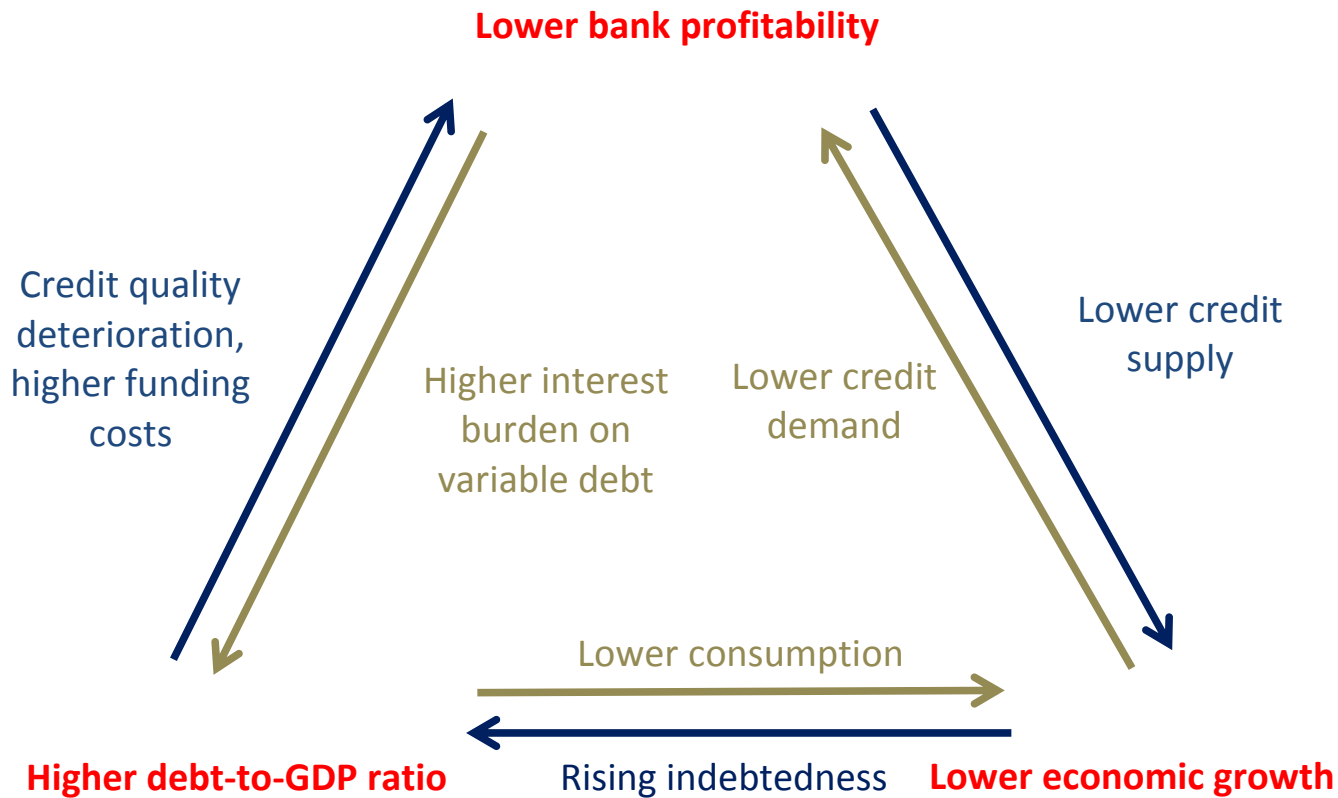 Lower bank profitability
Credit quality
deterioration,
higher funding
costs
Higher interest
burden on
variable debt
Lower credit
demand
Lower credit
supply
Lower consumption
Higher debt-to-GDP ratio
Rising indebtedness
Lower economic growth